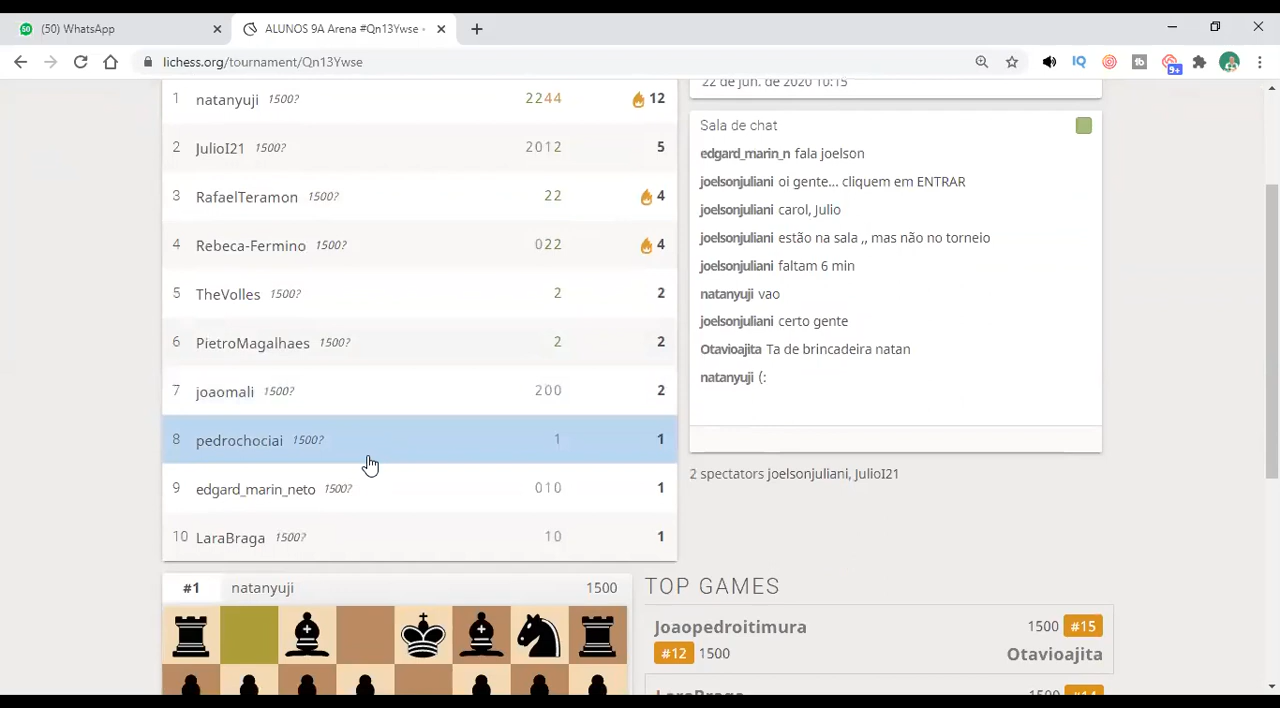 (50) WhatsApp
ALUNOS 9A Arena #Qn13Ywse
lichess.org/tournament/Qn13Ywse
9+
1 natanyuji 1500? 2244 12
2 JulioI21 1500? 2012 5
3 RafaelTeramon 1500? 22 4
4 Rebeca-Fermino 1500? 022 4
5 TheVolles 1500? 2 2
6 PietroMagalhaes 1500? 2 2
7 joaomali 1500? 200 2
8 pedrochociai 1500? 1 1
9 edgard_marin_neto 1500? 010 1
10 LaraBraga 1500? 10 1
#1 natanyuji 1500
22 de jun. de 2020 10:15
Sala de chat
edgard_marin_n fala joelson
joelsonjuliani oi gente... cliquem em ENTRAR
joelsonjuliani carol, Julio
joelsonjuliani estão na sala ,, mas não no torneio
joelsonjuliani faltam 6 min
natanyuji vao
joelsonjuliani certo gente
Otavioajita Ta de brincadeira natan
natanyuji (:
2 spectators joelsonjuliani, JulioI21
TOP GAMES
Joaopedroitimura 1500 #15
#12 1500 Otavioajita
LaraBraga 1500 #14